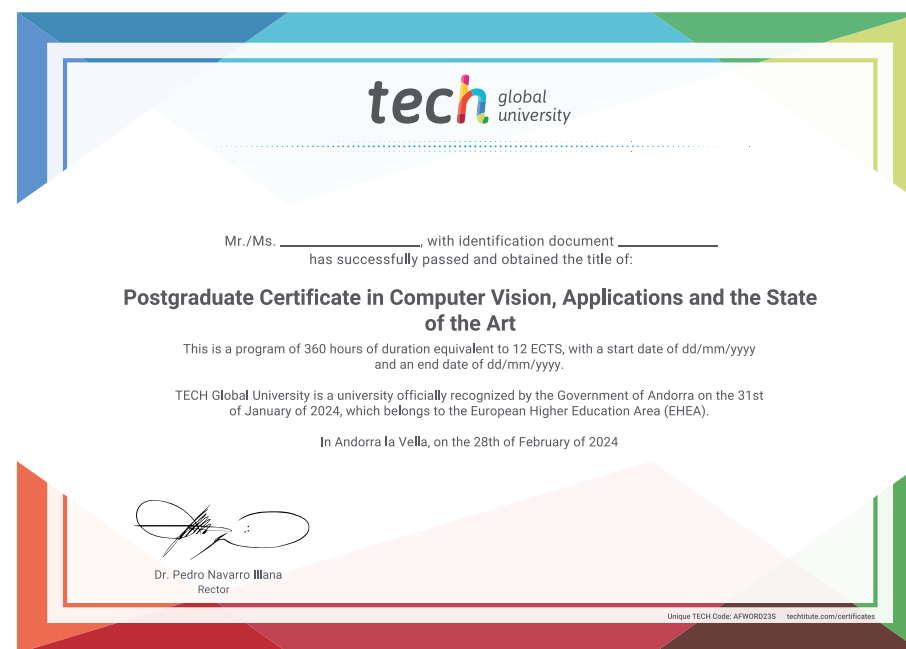 tech global
university
Mr./Ms. ____________, with identification document ____________
has successfully passed and obtained the title of:
Postgraduate Certificate in Computer Vision, Applications and the State
of the Art
This is a program of 360 hours of duration equivalent to 12 ECTS, with a start date of dd/mm/yyyy
and an end date of dd/mm/yyyy.
TECH Global University is a university officially recognized by the Government of Andorra on the 31st
of January of 2024, which belongs to the European Higher Education Area (EHEA).
In Andorra la Vella, on the 28th of February of 2024
Dr. Pedro Navarro Illana
Rector
Unique TECH Code: AFWORD23S techtitute.com/certificates